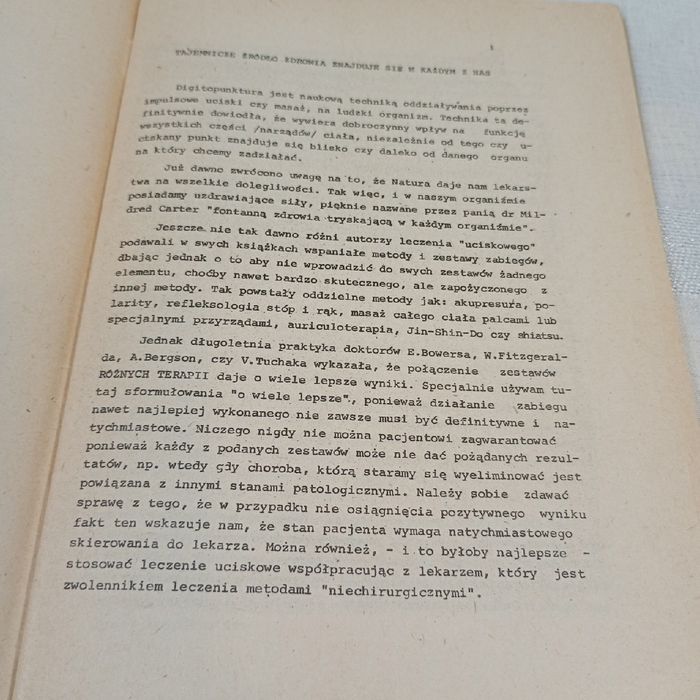 1
TAJEMNICZE ŹRÓDŁO ZDROWIA ZNAJDUJE SIĘ W KAŻDYM Z NAS
Digitopunktura jest naukową techniką oddziaływania poprzez
impulsowe uciski czy masaż, na ludzki organizm. Technika ta de-
finitywnie dowiodła, że wywiera dobroczynny wpływ na funkcję
wszystkich części /narządów/ ciała, niezależnie od tego czy u-
ciskany punkt znajduje się blisko czy daleko od danego organu
na który chcemy zadziałać.
Już dawno zwrócono uwagę na to, że Natura daje nam lekars-
twa na wszelkie dolegliwości. Tak więc, i w naszym organiśmie
posiadamy uzdrawiające siły, pięknie nazwane przez panią dr Mil-
dred Carter "fontanną zdrowia tryskającą w każdym organiśmie".
Jeszcze nie tak dawno różni autorzy leczenia "uciskowego"
podawali w swych książkach wspaniałe metody i zestawy zabiegów,
dbając jednak o to aby nie wprowadzić do swych zestawów żadnego
elementu, choćby nawet bardzo skutecznego, ale zapożyczonego z
innej metody. Tak powstały oddzielne metody jak: akupresura, po-
larity, refleksologia stóp i rąk, masaż całego ciała palcami lub
specjalnymi przyrządami, auriculoterapia, Jin-Shin-Do czy shiatsu.
Jednak długoletnia praktyka doktorów E.Bowersa, W.Fitzgeral-
da, A.Bergson, czy V.Tuchaka wykazała, że połączenie zestawów
RÓŻNYCH TERAPII daje o wiele lepsze wyniki. Specjalnie używam tu-
taj sformułowania "o wiele lepsze"., ponieważ działanie zabiegu
nawet najlepiej wykonanego nie zawsze musi być definitywne i na-
tychmiastowe. Niczego nigdy nie można pacjentowi zagwarantować
ponieważ każdy z podanych zestawów może nie dać pożądanych rezul-
tatów, np. wtedy gdy choroba, którą staramy się wyeliminować jest
powiązana z innymi stanami patologicznymi. Należy sobie zdawać
sprawę z tego, że w przypadku nie osiągnięcia pozytywnego wyniku
fakt ten wskazuje nam, że stan pacjenta wymaga natychmiastowego
skierowania do lekarza. Można również, - i to byłoby najlepsze -
stosować leczenie uciskowe współpracując z lekarzem, który jest
zwolennikiem leczenia metodami "niechirurgicznymi".